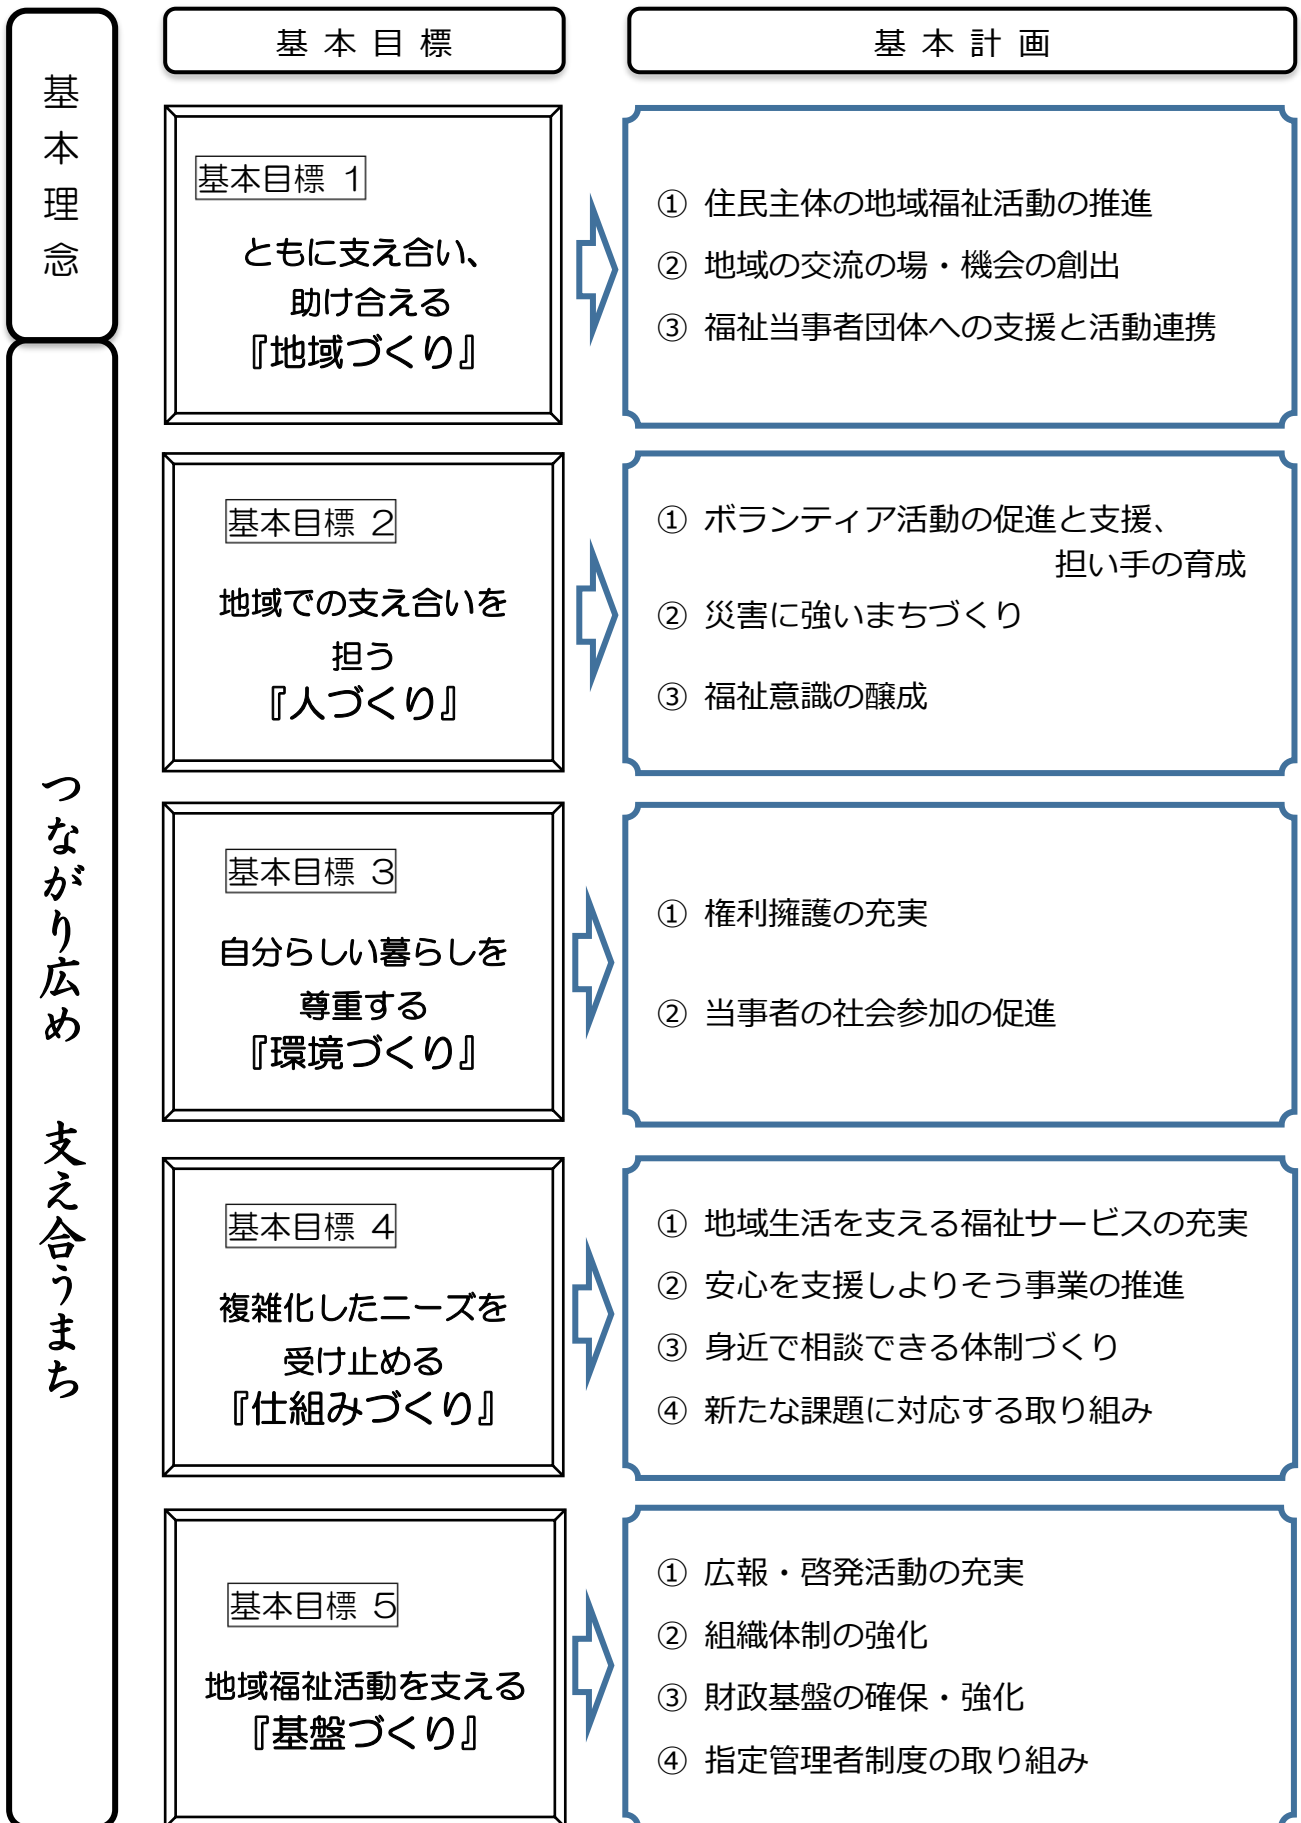 基本理念
つながり広め　支え合うまち
基本目標
基本計画
基本目標 1
ともに支え合い、
助け合える
『地域づくり』
① 住民主体の地域福祉活動の推進
② 地域の交流の場・機会の創出
③ 福祉当事者団体への支援と活動連携
基本目標 2
地域での支え合いを
担う
『人づくり』
① ボランティア活動の促進と支援、
担い手の育成
② 災害に強いまちづくり
③ 福祉意識の醸成
基本目標 3
自分らしい暮らしを
尊重する
『環境づくり』
① 権利擁護の充実
② 当事者の社会参加の促進
基本目標 4
複雑化したニーズを
受け止める
『仕組みづくり』
① 地域生活を支える福祉サービスの充実
② 安心を支援しよりそう事業の推進
③ 身近で相談できる体制づくり
④ 新たな課題に対応する取り組み
基本目標 5
地域福祉活動を支える
『基盤づくり』
① 広報・啓発活動の充実
② 組織体制の強化
③ 財政基盤の確保・強化
④ 指定管理者制度の取り組み